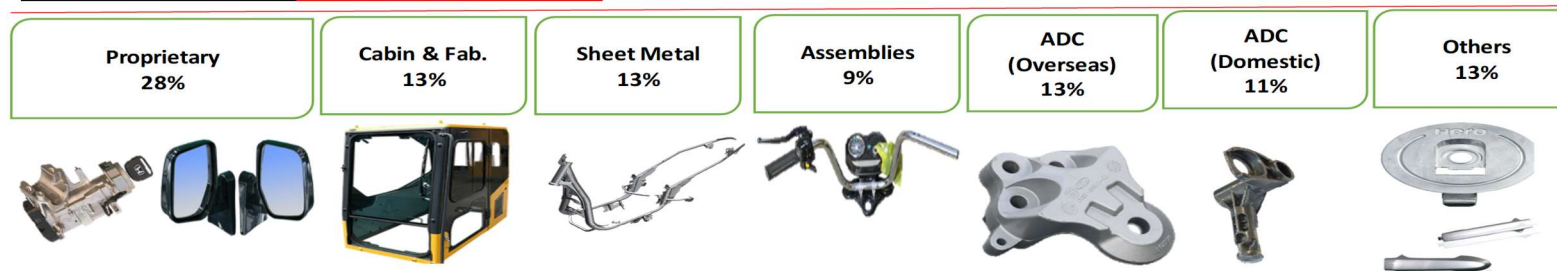 Proprietary
28%
Cabin & Fab.
13%
Sheet Metal
13%
Assemblies
9%
ADC
(Overseas)
13%
ADC
(Domestic)
11%
Others
13%
Hero